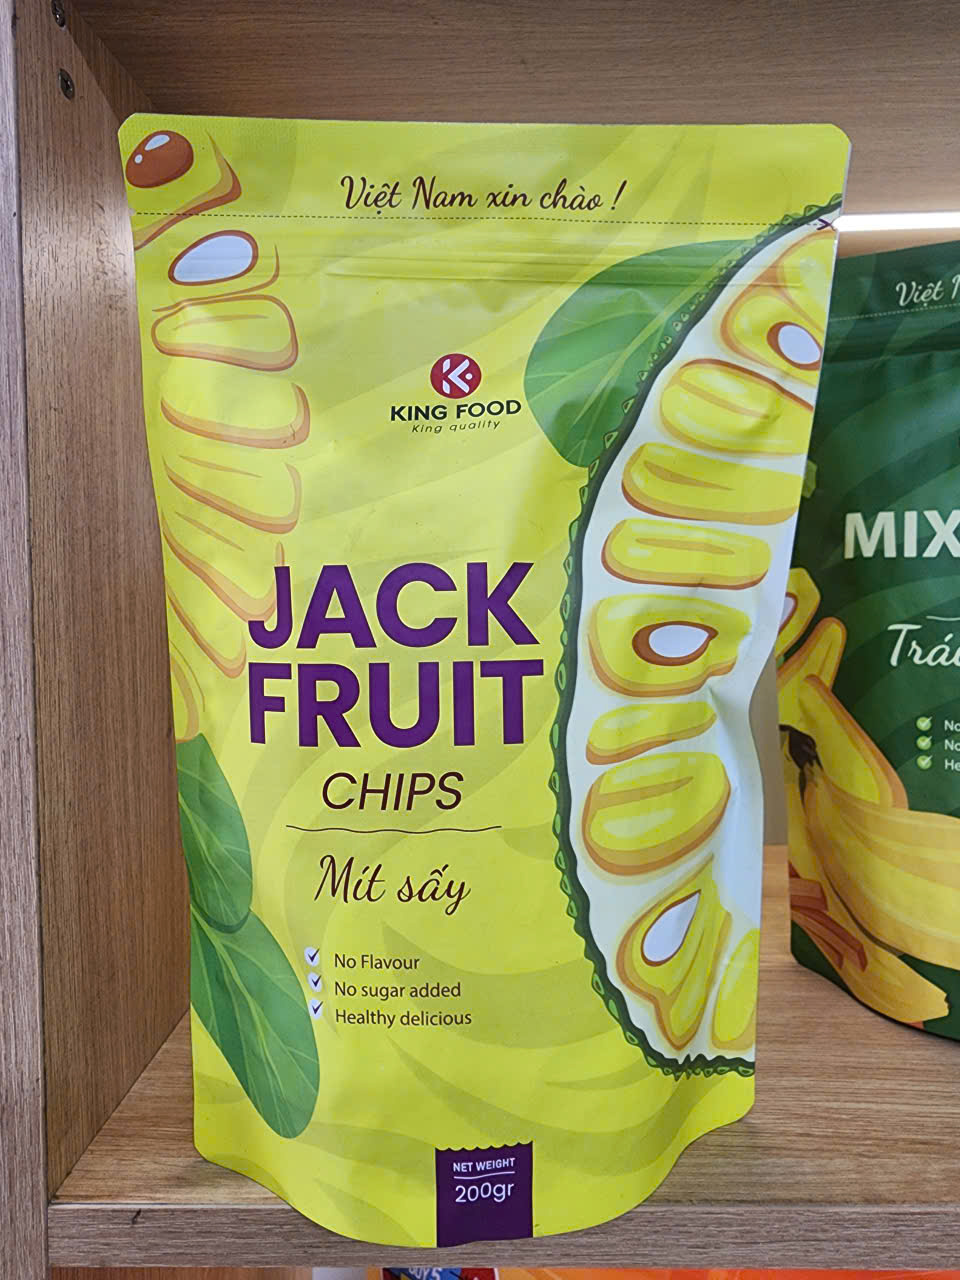 Việt Nam xin chào !
KING FOOD
King quality
JACK
FRUIT
CHIPS
Mít sấy
No Flavour
No sugar added
Healthy delicious
NET WEIGHT
200gr
Việt
MIX